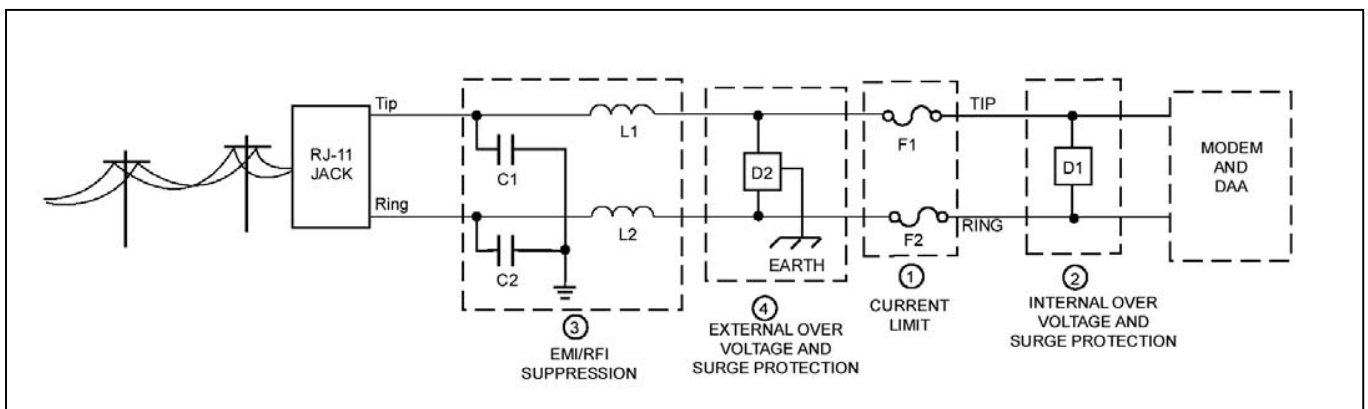 RJ-11
JACK
Tip
Ring
C1
C2
L1
L2
③
EMI/RFI
SUPPRESSION
D2
EARTH
④
EXTERNAL OVER
VOLTAGE AND
SURGE PROTECTION
F1
F2
①
CURRENT
LIMIT
TIP
RING
D1
②
INTERNAL OVER
VOLTAGE AND
SURGE PROTECTION
MODEM
AND
DAA